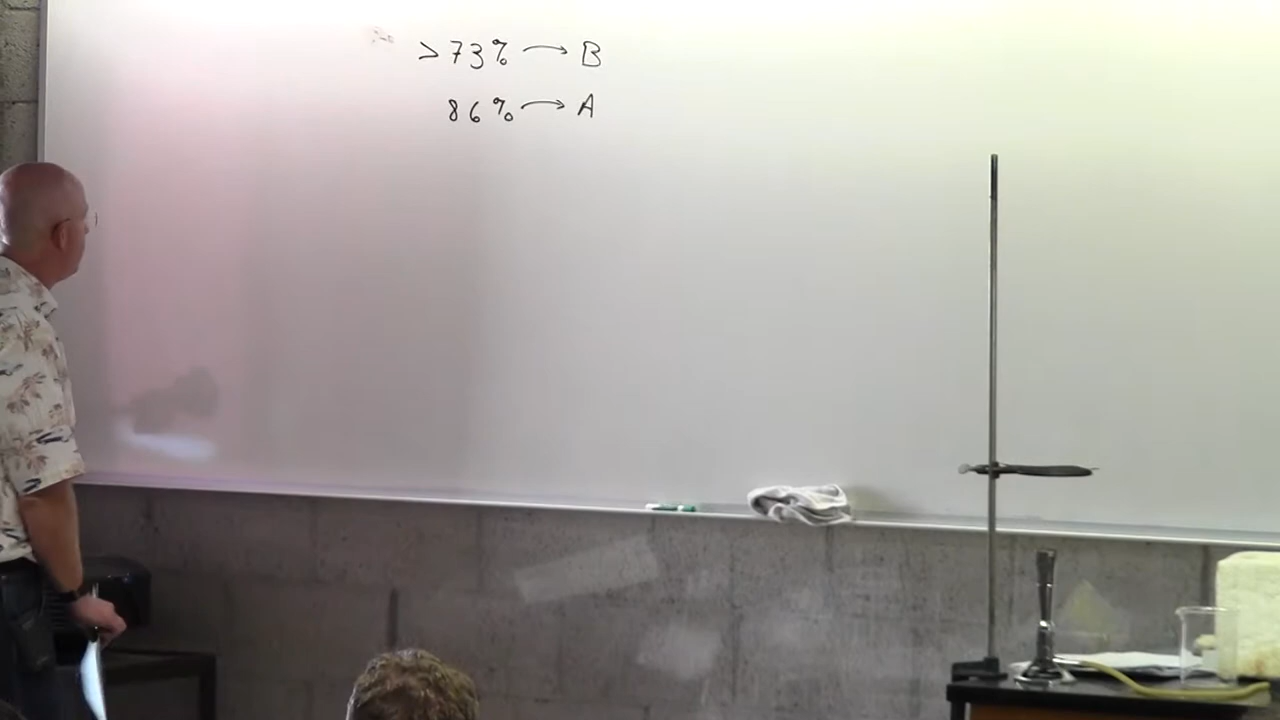 >73% → B
86% → A